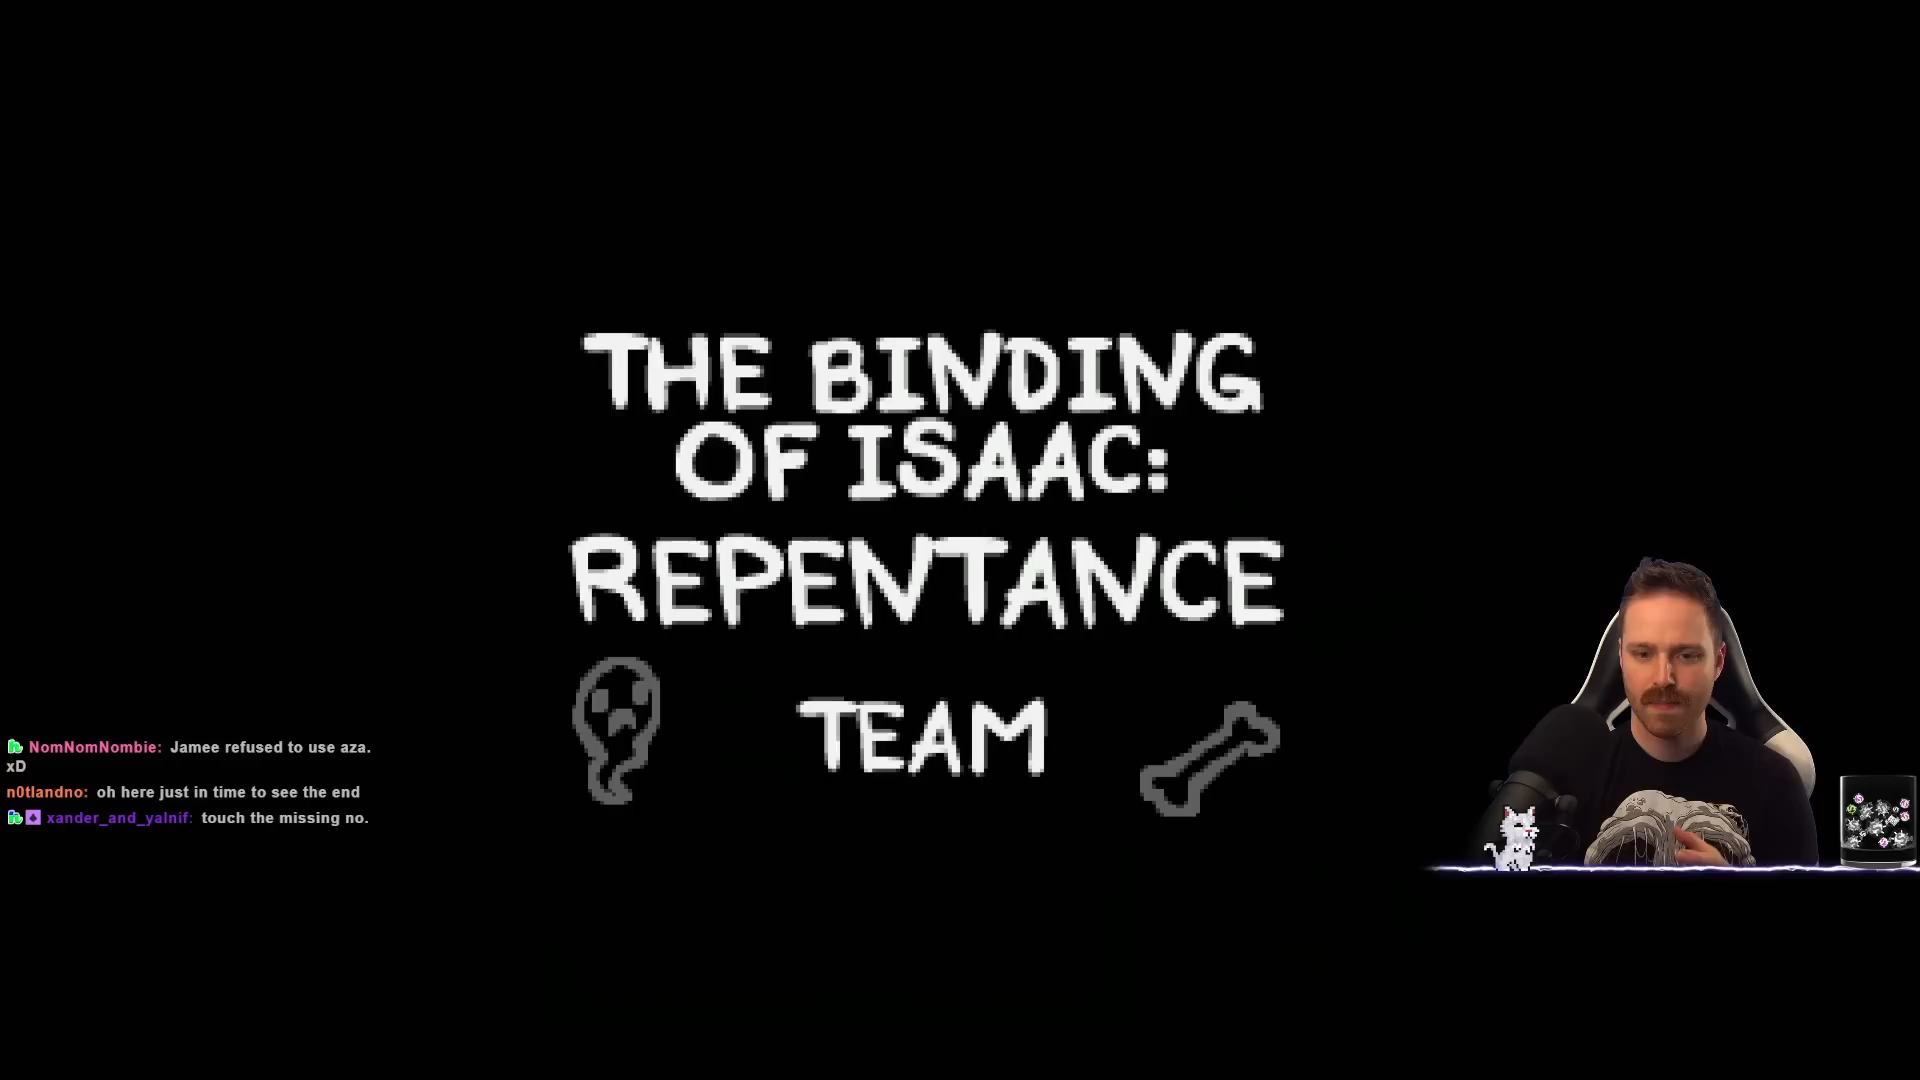 THE BINDING
OF ISAAC:
REPENTANCE
TEAM
NomNomNombie: Jamee refused to use aza.
xD
n0tlandno: oh here just in time to see the end
xander_and_yalnif: touch the missing no.